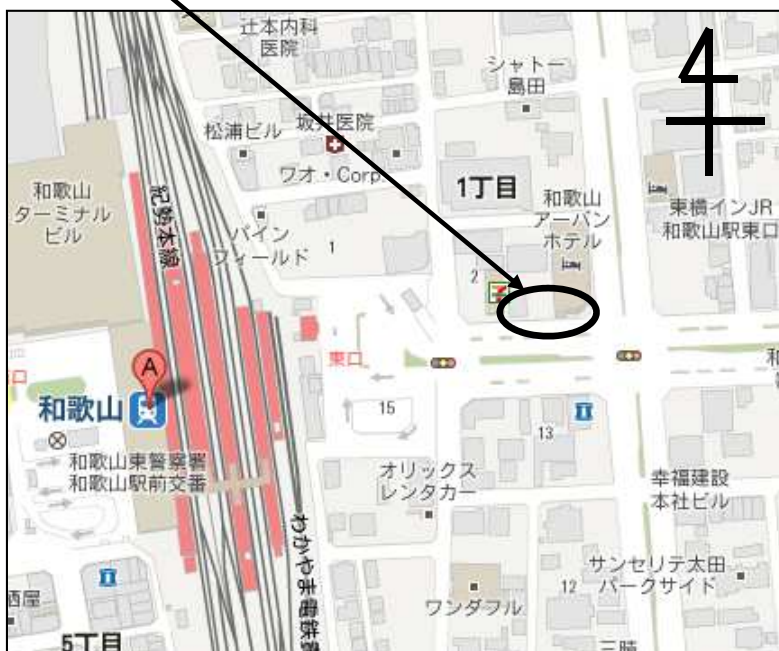 辻本内科
医院
シャトー
島田
松浦ビル
坂井医院
ワオ・Corp.
1丁目
和歌山
ターミナル
ビル
紀勢本線
パイン
フィールド
1
和歌山
アーバン
ホテル
東横インJR
和歌山駅東口
2
東口
A
和歌山
15
13
和歌山東警察署
和歌山駅前交番
オリックス
レンタカー
幸福建設
本社ビル
わかやま電鉄
サンセリテ太田
パークサイド
12
ワンダフル
5丁目